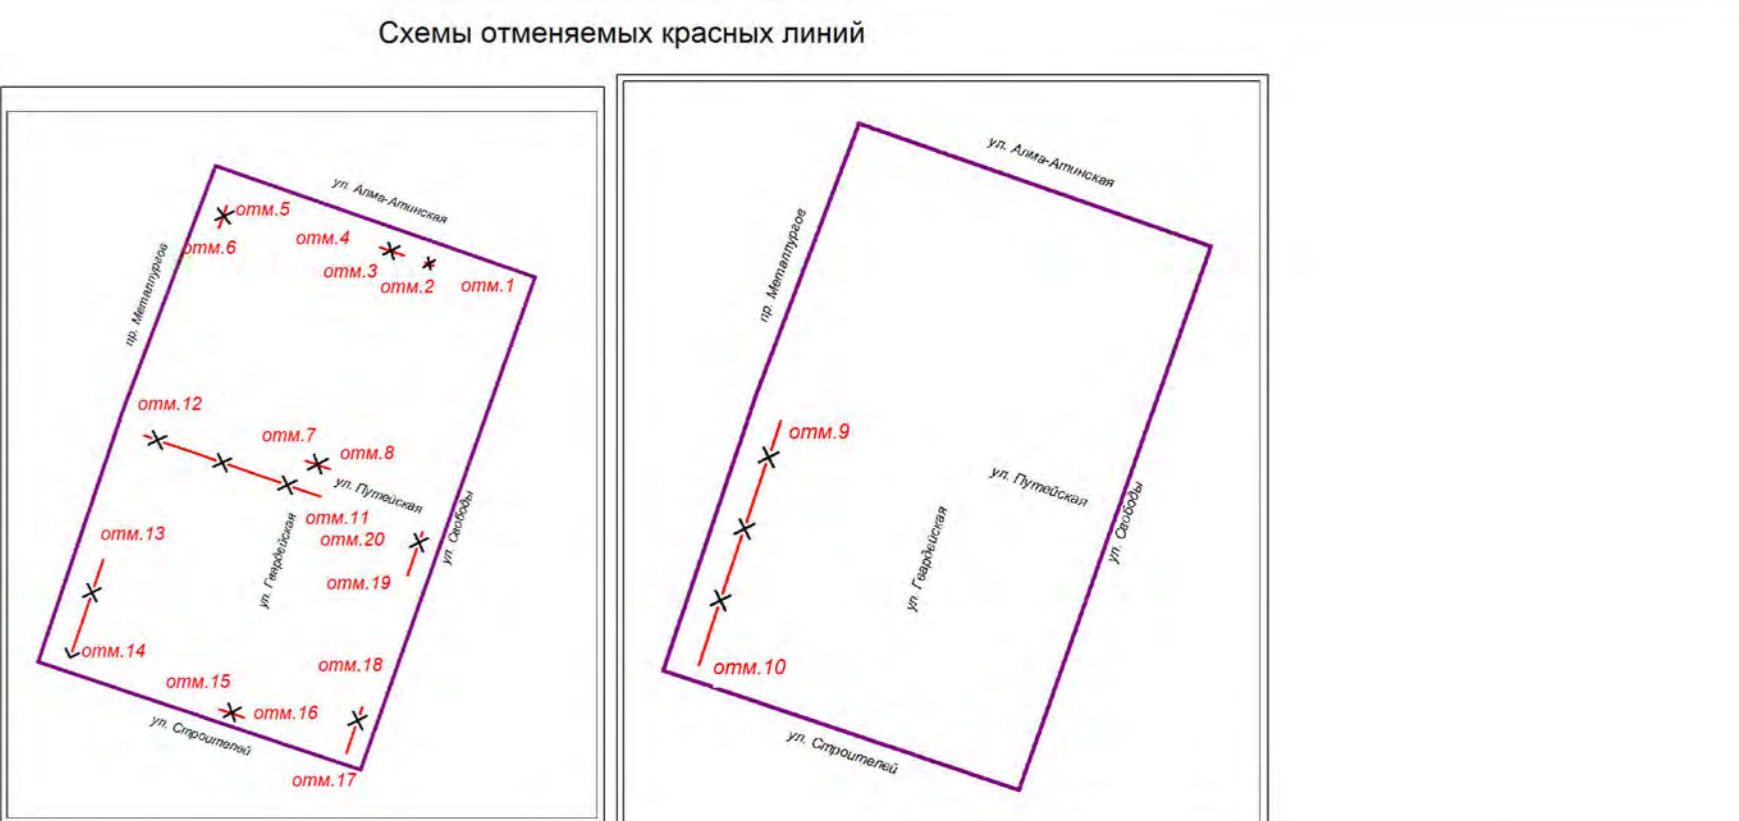 Схемы отменяемых красных линий
ул. Алма-Атинская
отм.5
отм.4
отм.6
отм.3
отм.2
отм.1
пр. Металлургов
отм.12
отм.7
отм.8
ул. Путейская
отм.11
отм.13
отм.20
ул. Свободы
ул. Гвардейская
отм.19
отм.14
отм.18
отм.15
отм.16
ул. Строителей
отм.17
ул. Алма-Атинская
пр. Металлургов
отм.9
ул. Путейская
ул. Свободы
ул. Гвардейская
отм.10
ул. Строителей